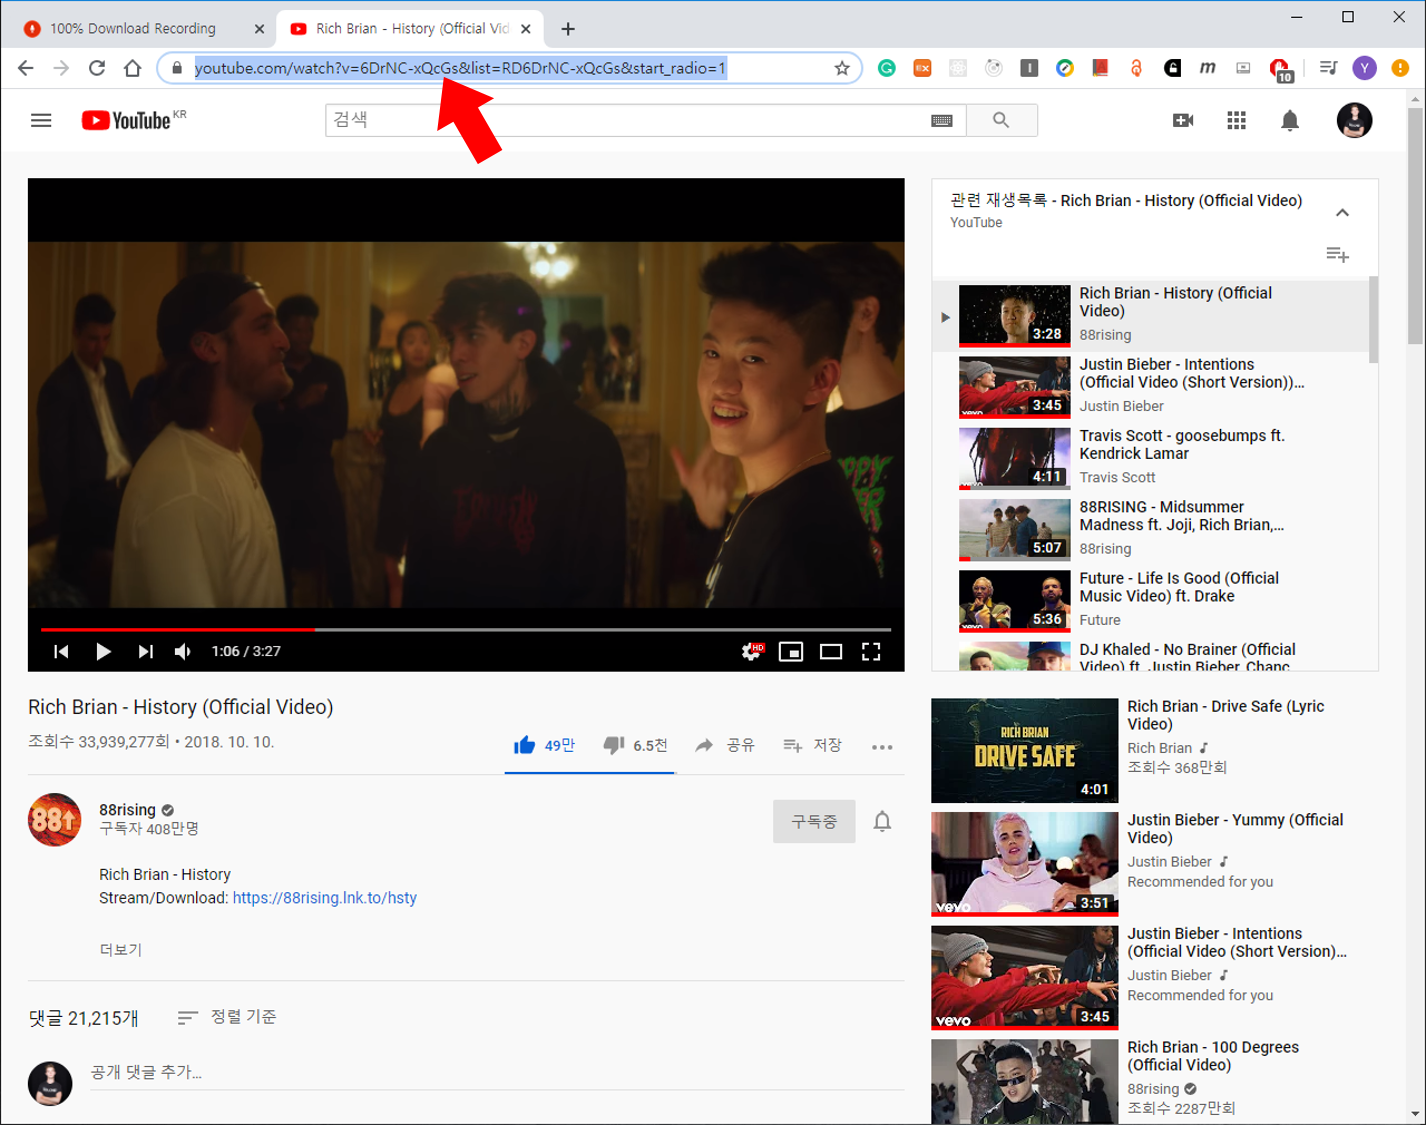 100% Download Recording
Rich Brian - History (Official Vid
youtube.com/watch?v=6DrNC-xQcGs&list=RD6DrNC-xQcGs&start_radio=1
10
Y
YouTube KR
검색
관련 재생목록 - Rich Brian - History (Official Video)
YouTube
Rich Brian - History (Official
Video)
88rising
3:28
Justin Bieber - Intentions
(Official Video (Short Version))...
Justin Bieber
vevo
3:45
Travis Scott - goosebumps ft.
Kendrick Lamar
Travis Scott
vevo
4:11
88RISING - Midsummer
Madness ft. Joji, Rich Brian,...
88rising
5:07
Future - Life Is Good (Official
Music Video) ft. Drake
Future
vevo
5:36
DJ Khaled - No Brainer (Official
Video) ft. Justin Bieber, Chanc
1:06 / 3:27
HD
Rich Brian - History (Official Video)
조회수 33,939,277회 • 2018. 10. 10.
49만
6.5천
공유
저장
88
88rising
구독자 408만명
구독중
Rich Brian - History
Stream/Download: https://88rising.lnk.to/hsty
더보기
댓글 21,215개
정렬 기준
공개 댓글 추가...
RICH BRIAN
DRIVE SAFE
4:01
Rich Brian - Drive Safe (Lyric
Video)
Rich Brian
조회수 368만회
vevo
3:51
Justin Bieber - Yummy (Official
Video)
Justin Bieber
Recommended for you
vevo
3:45
Justin Bieber - Intentions
(Official Video (Short Version)...
Justin Bieber
Recommended for you
Rich Brian - 100 Degrees
(Official Video)
88rising
조회수 2287만회